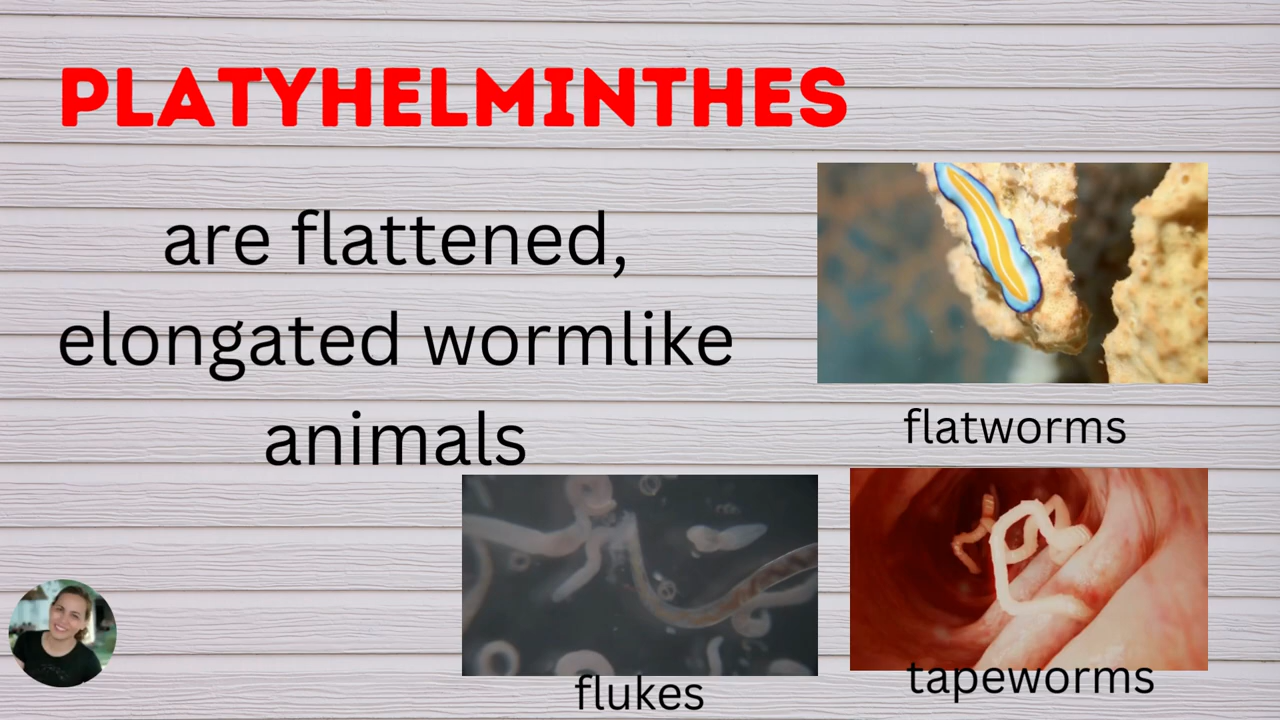 PLATYHELMINTHES
are flattened,
elongated wormlike
animals
flatworms
flukes
tapeworms